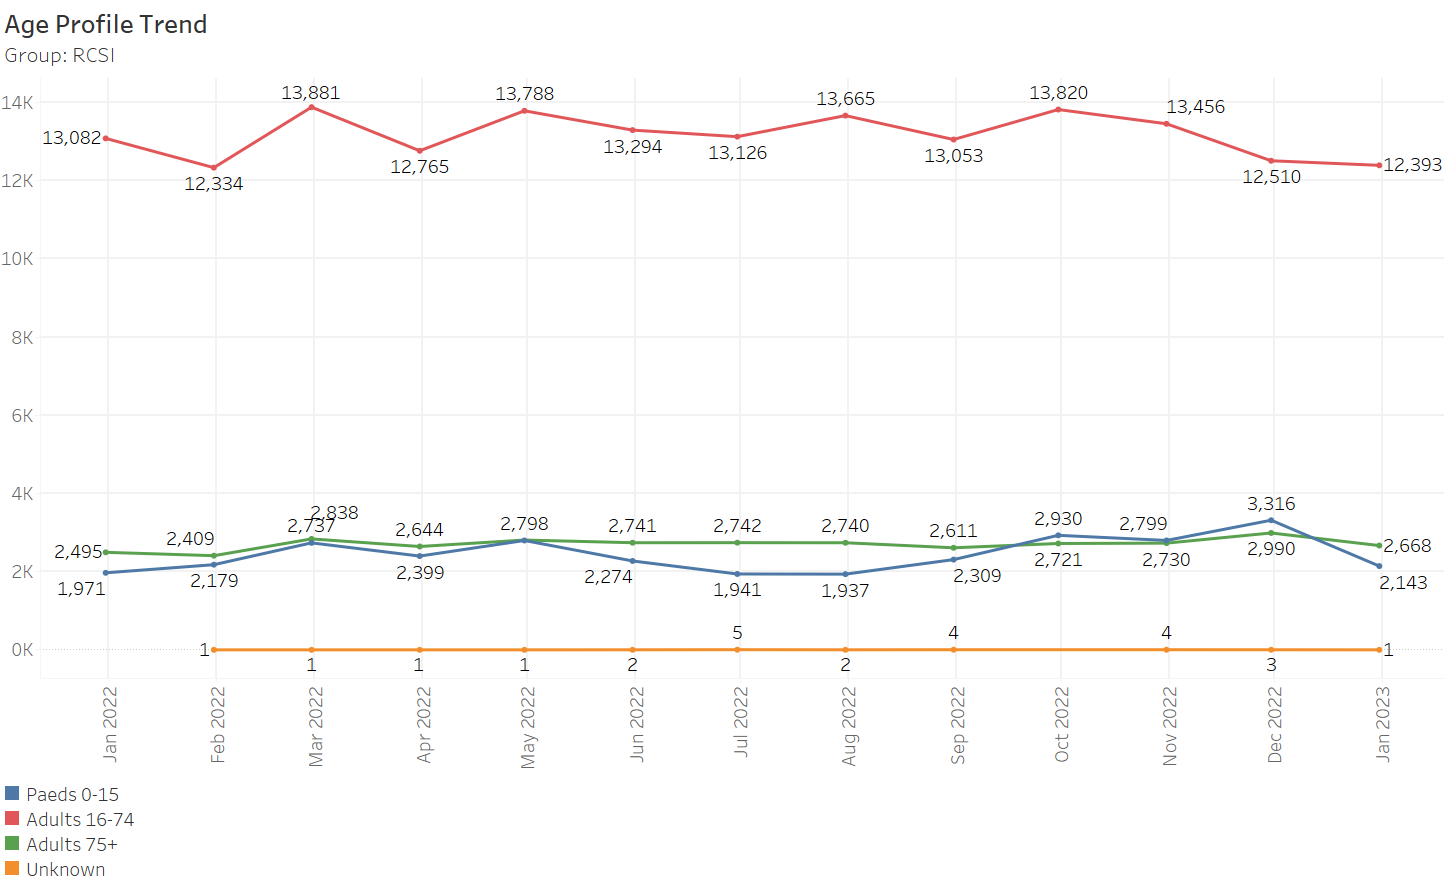 Age Profile Trend
Group: RCSI
14K
12K
10K
8K
6K
4K
2K
0K
13,082
12,334
13,881
12,765
13,788
13,294
13,126
13,665
13,053
13,820
13,456
12,510
12,393
2,495
2,409
2,838
2,737
2,644
2,798
2,741
2,742
2,740
2,611
2,930
2,799
3,316
2,668
1,971
2,179
2,399
2,274
1,941
1,937
2,309
2,721
2,730
2,990
2,143
1
1
1
1
2
5
2
4
4
3
1
Jan 2022
Feb 2022
Mar 2022
Apr 2022
May 2022
Jun 2022
Jul 2022
Aug 2022
Sep 2022
Oct 2022
Nov 2022
Dec 2022
Jan 2023
Paeds 0-15
Adults 16-74
Adults 75+
Unknown